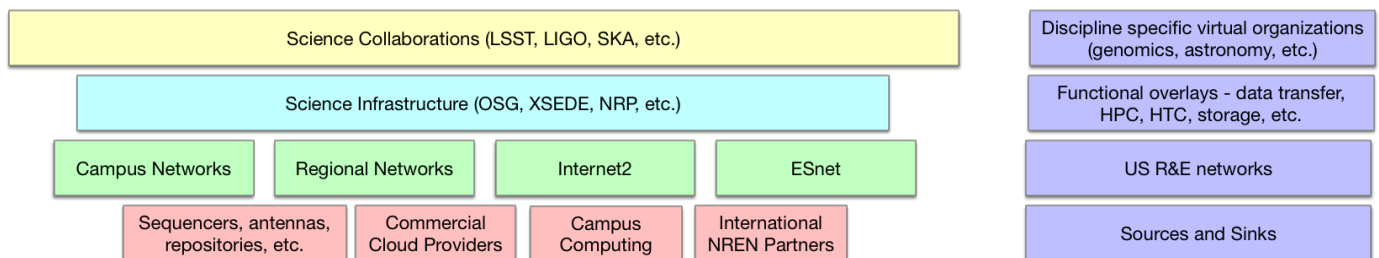 Science Collaborations (LSST, LIGO, SKA, etc.)
Discipline specific virtual organizations
(genomics, astronomy, etc.)
Science Infrastructure (OSG, XSEDE, NRP, etc.)
Functional overlays - data transfer,
HPC, HTC, storage, etc.
Campus Networks
Regional Networks
Internet2
ESnet
US R&E networks
Sequencers, antennas,
repositories, etc.
Commercial
Cloud Providers
Campus
Computing
International
NREN Partners
Sources and Sinks